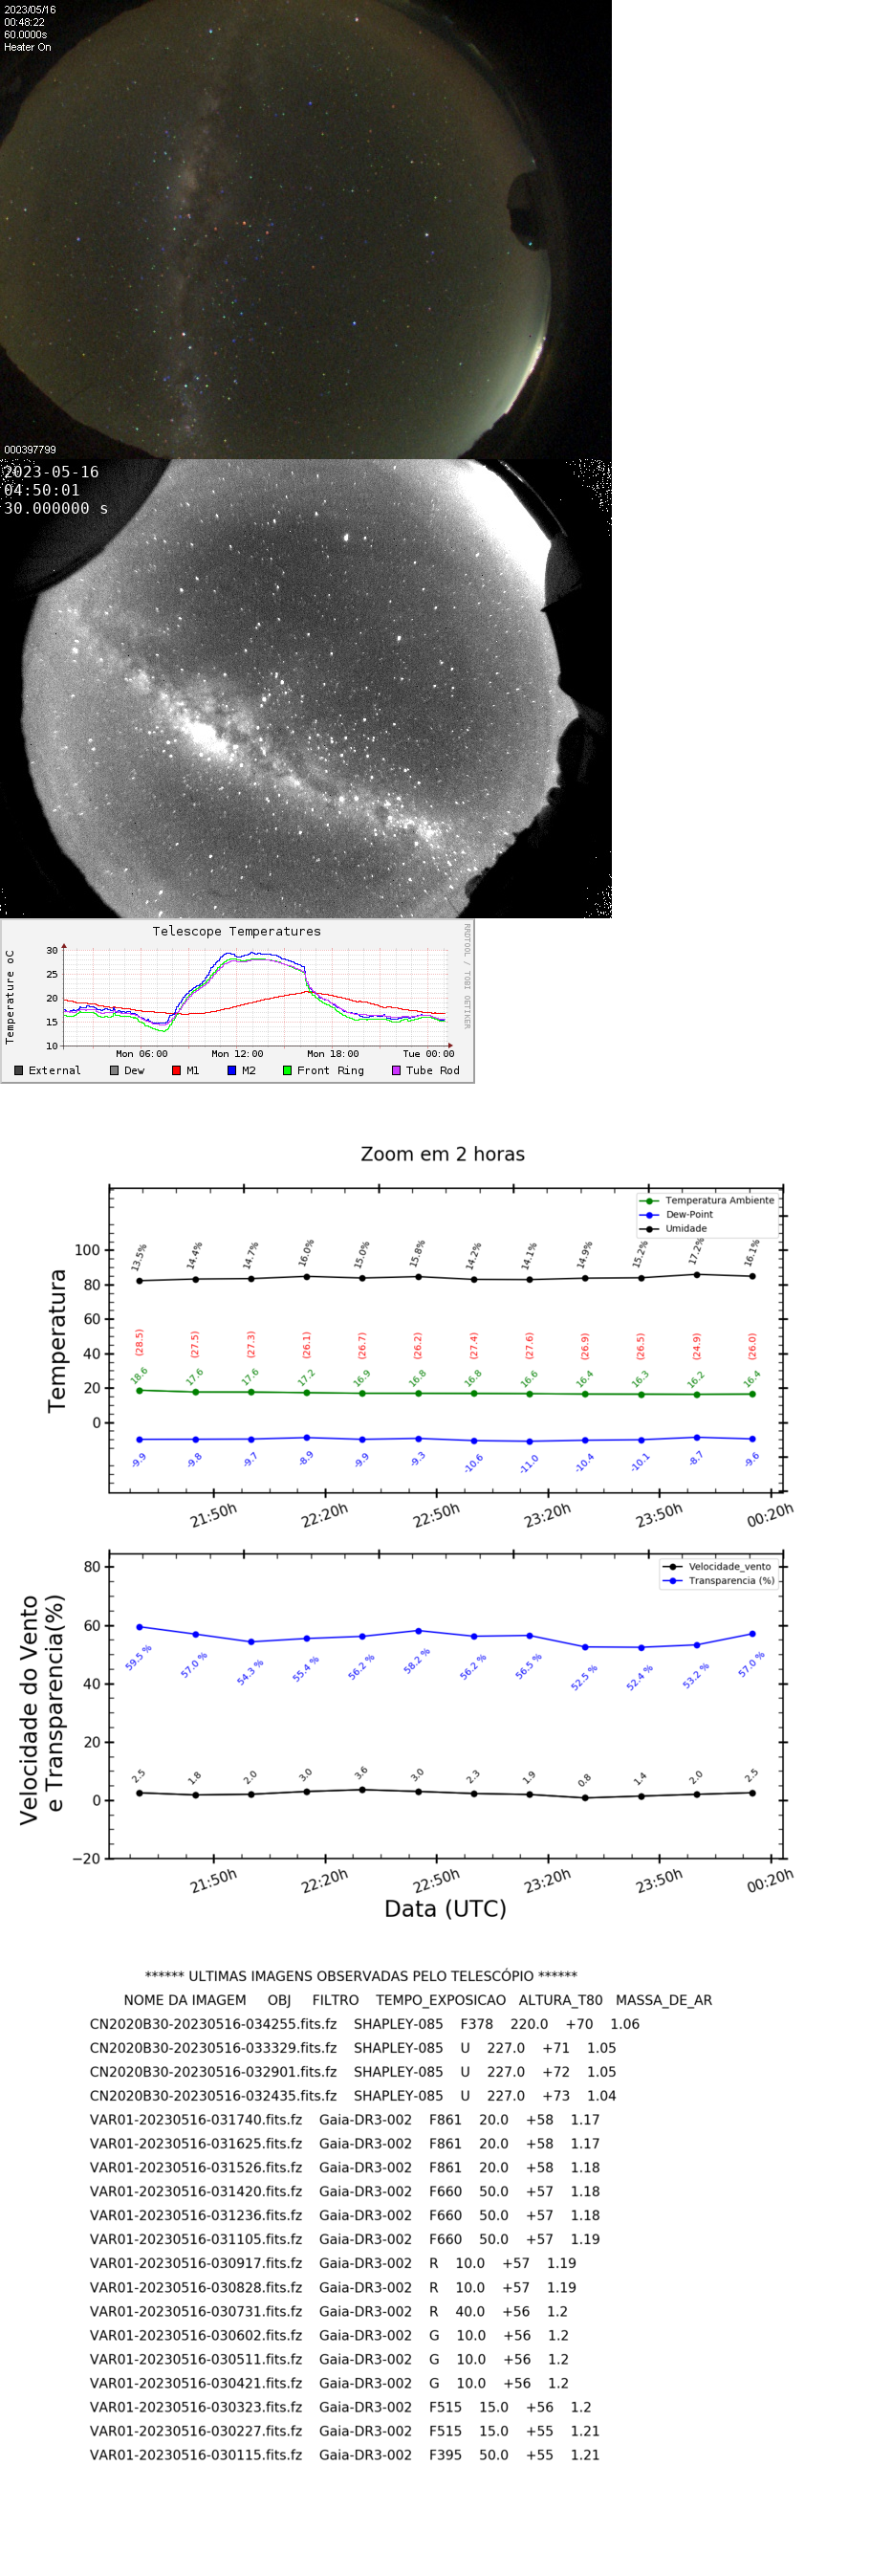 2023/05/16
00:48:22
60.0000s
Heater On
000397799
2023-05-16
04:50:01
30.000000 s
Telescope Temperatures
RRDTOOL / TOBI OETIKER
Temperature oC
30
25
20
15
10
Mon 06:00 Mon 12:00 Mon 18:00 Tue 00:00
External Dew M1 M2 Front Ring Tube Rod
Zoom em 2 horas
Temperatura Ambiente
Dew-Point
Umidade
Temperatura
100
80
60
40
20
0
13.5% 14.4% 14.7% 16.0% 15.0% 15.8% 14.2% 14.1% 14.9% 15.2% 17.2% 16.1%
(28.5) (27.5) (27.3) (26.1) (26.7) (26.2) (27.4) (27.6) (26.9) (26.5) (24.9) (26.0)
18.6 17.6 17.6 17.2 16.9 16.8 16.8 16.6 16.4 16.3 16.2 16.4
-9.9 -9.8 -9.7 -8.9 -9.9 -9.3 -10.6 -11.0 -10.4 -10.1 -8.7 -9.6
21:50h 22:20h 22:50h 23:20h 23:50h 00:20h
Velocidade_vento
Transparencia (%)
Velocidade do Vento
e Transparencia(%)
80
60
40
20
0
−20
59.5 % 57.0 % 54.3 % 55.4 % 56.2 % 58.2 % 56.2 % 56.5 % 52.5 % 52.4 % 53.2 % 57.0 %
2.5 1.8 2.0 3.0 3.6 3.0 2.3 1.9 0.8 1.4 2.0 2.5
21:50h 22:20h 22:50h 23:20h 23:50h 00:20h
Data (UTC)
****** ULTIMAS IMAGENS OBSERVADAS PELO TELESCÓPIO ******
NOME DA IMAGEM OBJ FILTRO TEMPO_EXPOSICAO ALTURA_T80 MASSA_DE_AR
CN2020B30-20230516-034255.fits.fz SHAPLEY-085 F378 220.0 +70 1.06
CN2020B30-20230516-033329.fits.fz SHAPLEY-085 U 227.0 +71 1.05
CN2020B30-20230516-032901.fits.fz SHAPLEY-085 U 227.0 +72 1.05
CN2020B30-20230516-032435.fits.fz SHAPLEY-085 U 227.0 +73 1.04
VAR01-20230516-031740.fits.fz Gaia-DR3-002 F861 20.0 +58 1.17
VAR01-20230516-031625.fits.fz Gaia-DR3-002 F861 20.0 +58 1.17
VAR01-20230516-031526.fits.fz Gaia-DR3-002 F861 20.0 +58 1.18
VAR01-20230516-031420.fits.fz Gaia-DR3-002 F660 50.0 +57 1.18
VAR01-20230516-031236.fits.fz Gaia-DR3-002 F660 50.0 +57 1.18
VAR01-20230516-031105.fits.fz Gaia-DR3-002 F660 50.0 +57 1.19
VAR01-20230516-030917.fits.fz Gaia-DR3-002 R 10.0 +57 1.19
VAR01-20230516-030828.fits.fz Gaia-DR3-002 R 10.0 +57 1.19
VAR01-20230516-030731.fits.fz Gaia-DR3-002 R 40.0 +56 1.2
VAR01-20230516-030602.fits.fz Gaia-DR3-002 G 10.0 +56 1.2
VAR01-20230516-030511.fits.fz Gaia-DR3-002 G 10.0 +56 1.2
VAR01-20230516-030421.fits.fz Gaia-DR3-002 G 10.0 +56 1.2
VAR01-20230516-030323.fits.fz Gaia-DR3-002 F515 15.0 +56 1.2
VAR01-20230516-030227.fits.fz Gaia-DR3-002 F515 15.0 +55 1.21
VAR01-20230516-030115.fits.fz Gaia-DR3-002 F395 50.0 +55 1.21